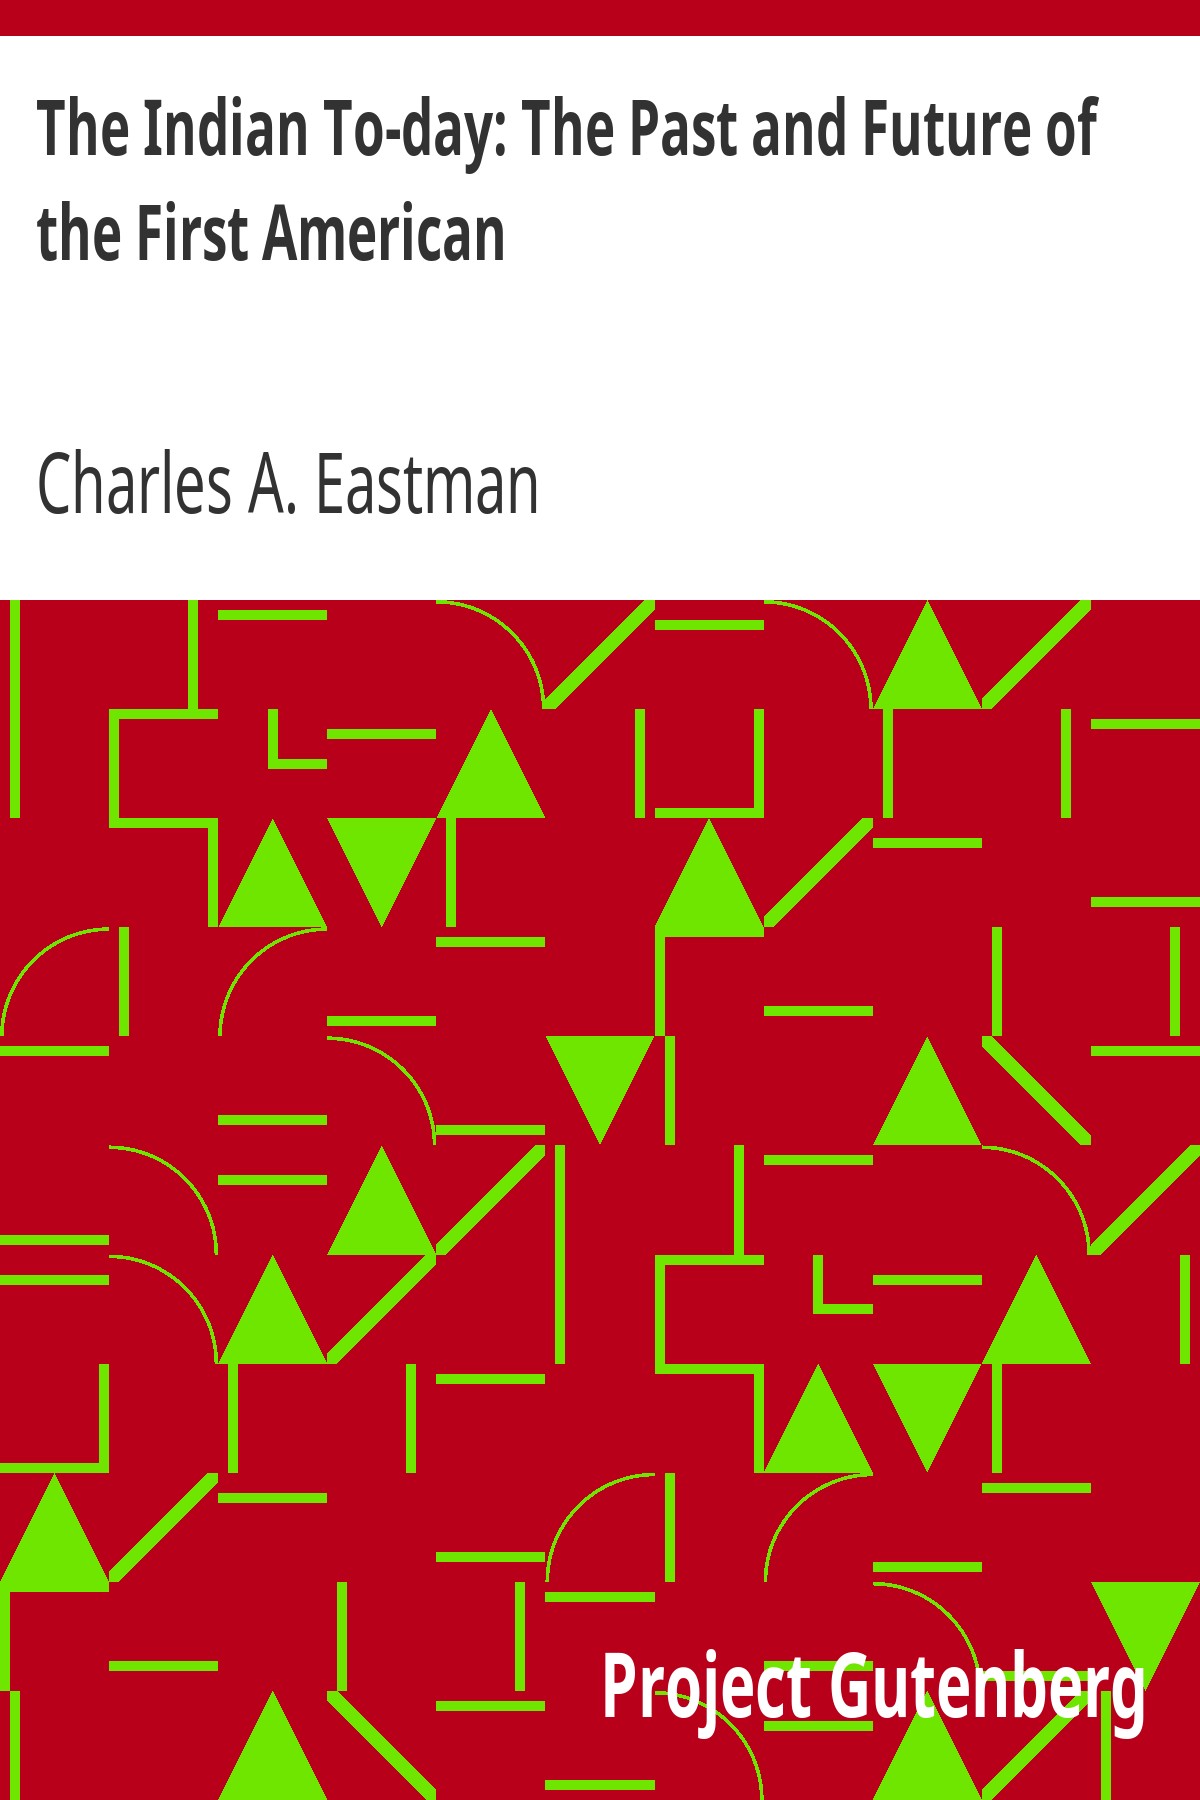 The Indian To-day: The Past and Future of
the First American
Charles A. Eastman
Project Gutenberg